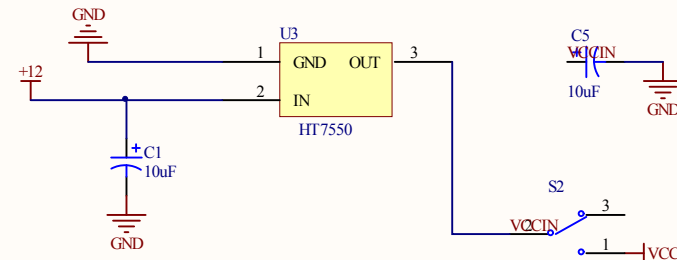 GND
U3
1
GND
OUT
3
C5
+
VCCIN
+12
2
IN
10uF
GND
HT7550
+
C1
10uF
S2
3
VCCIN
2
GND
1
VCC